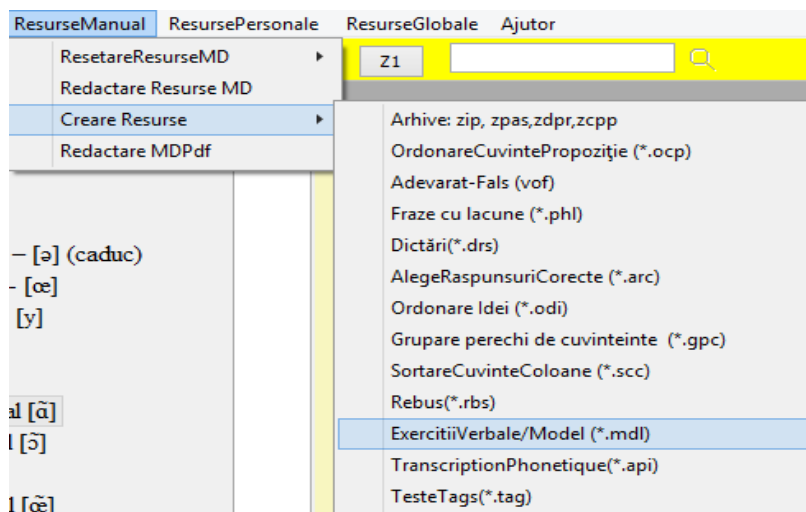 ResurseManual ResursePersonale ResurseGlobale Ajutor
ResetareResurseMD
Z1
Redactare Resurse MD
Creare Resurse
Redactare MDPdf
Arhive: zip, zpas,zdpr,zcpp
OrdonareCuvintePropoziţie (*.ocp)
Adevarat-Fals (vof)
Fraze cu lacune (*.phl)
Dictări(*.drs)
AlegeRaspunsuriCorecte (*.arc)
Ordonare Idei (*.odi)
Grupare perechi de cuvinteinte (*.gpc)
SortareCuvinteColoane (*.scc)
Rebus(*.rbs)
ExercitiiVerbale/Model (*.mdl)
TranscriptionPhonetique(*.api)
TesteTags(*.tag)
– [ə] (caduc)
- [œ]
[y]
al [ɑ̃]
l [ɔ̃]
l [œ̃]